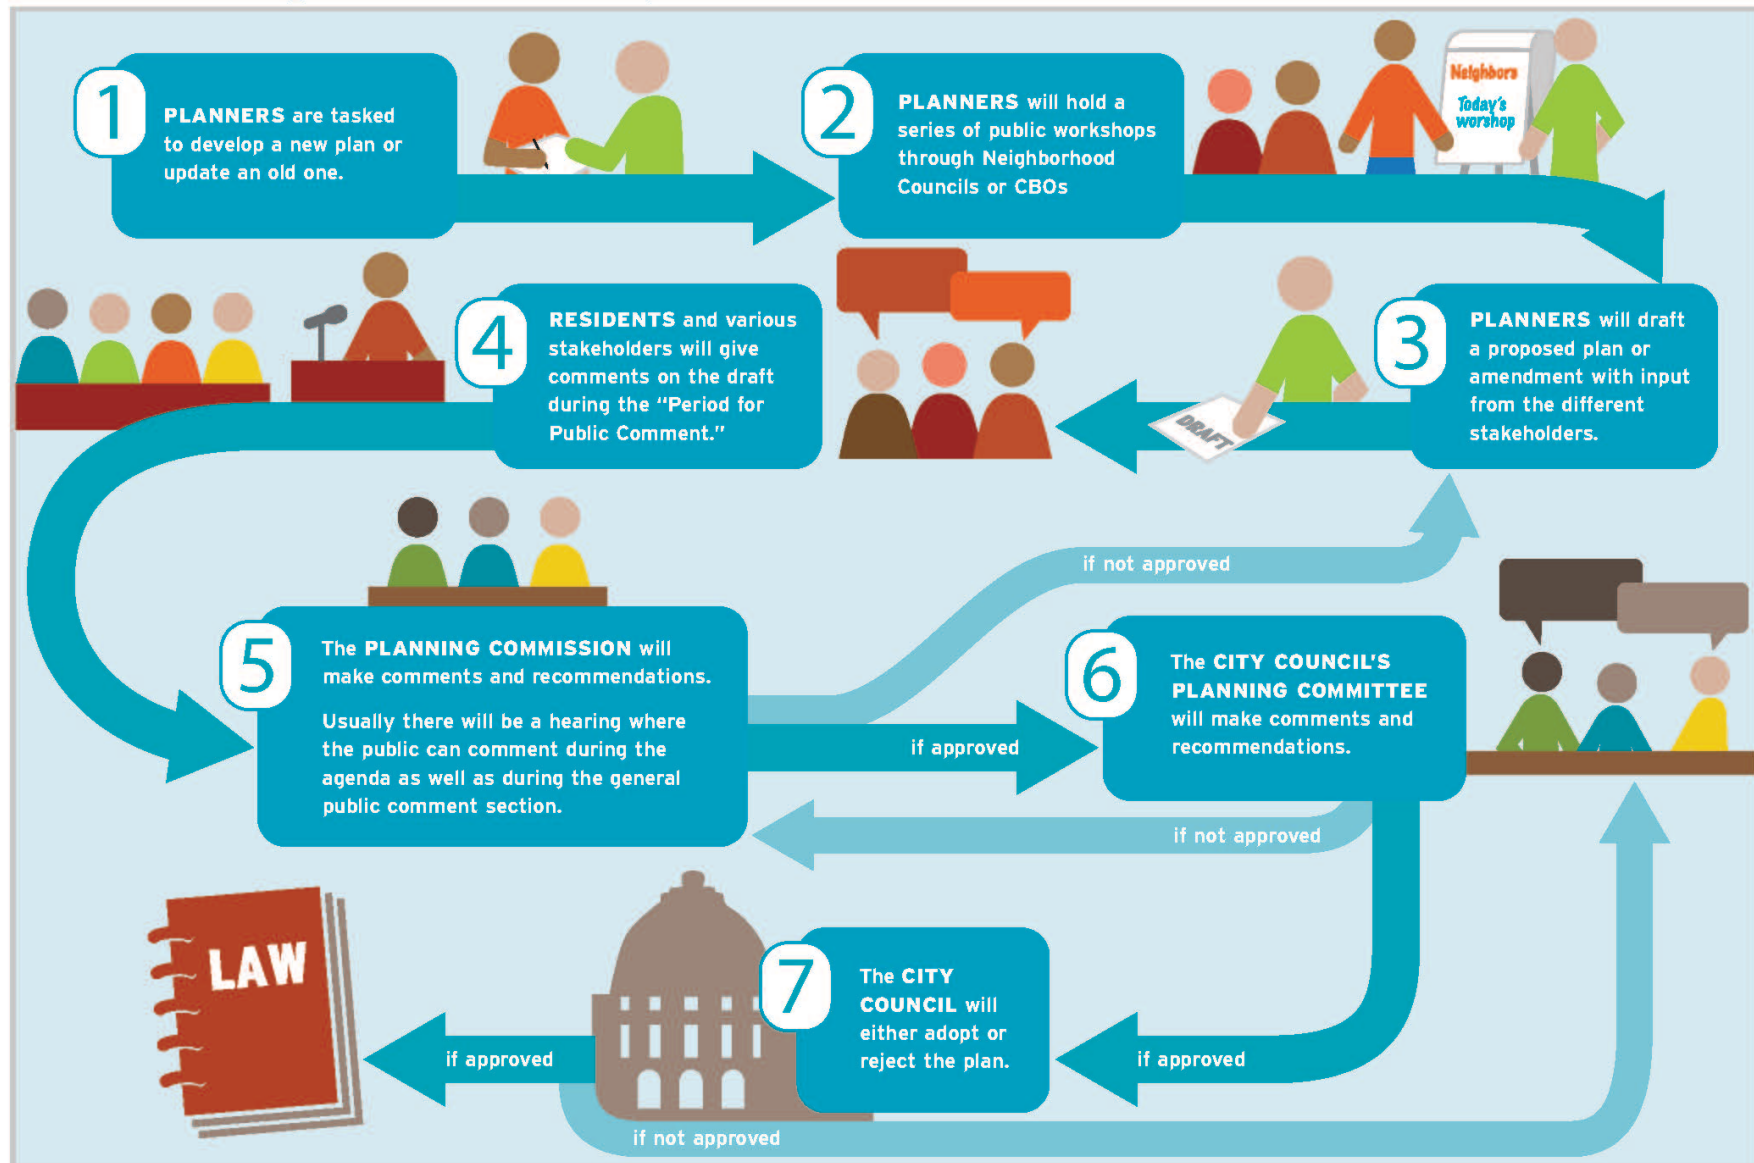 1
PLANNERS are tasked
to develop a new plan or
update an old one.
2
PLANNERS will hold a
series of public workshops
through Neighborhood
Councils or CBOs
Neighbors
Today's
worshop
3
PLANNERS will draft
a proposed plan or
amendment with input
from the different
stakeholders.
DRAFT
4
RESIDENTS and various
stakeholders will give
comments on the draft
during the "Period for
Public Comment."
5
The PLANNING COMMISSION will
make comments and recommendations.
Usually there will be a hearing where
the public can comment during the
agenda as well as during the general
public comment section.
if not approved
if approved
6
The CITY COUNCIL'S
PLANNING COMMITTEE
will make comments and
recommendations.
if not approved
if approved
7
The CITY
COUNCIL will
either adopt or
reject the plan.
if approved
if not approved
LAW